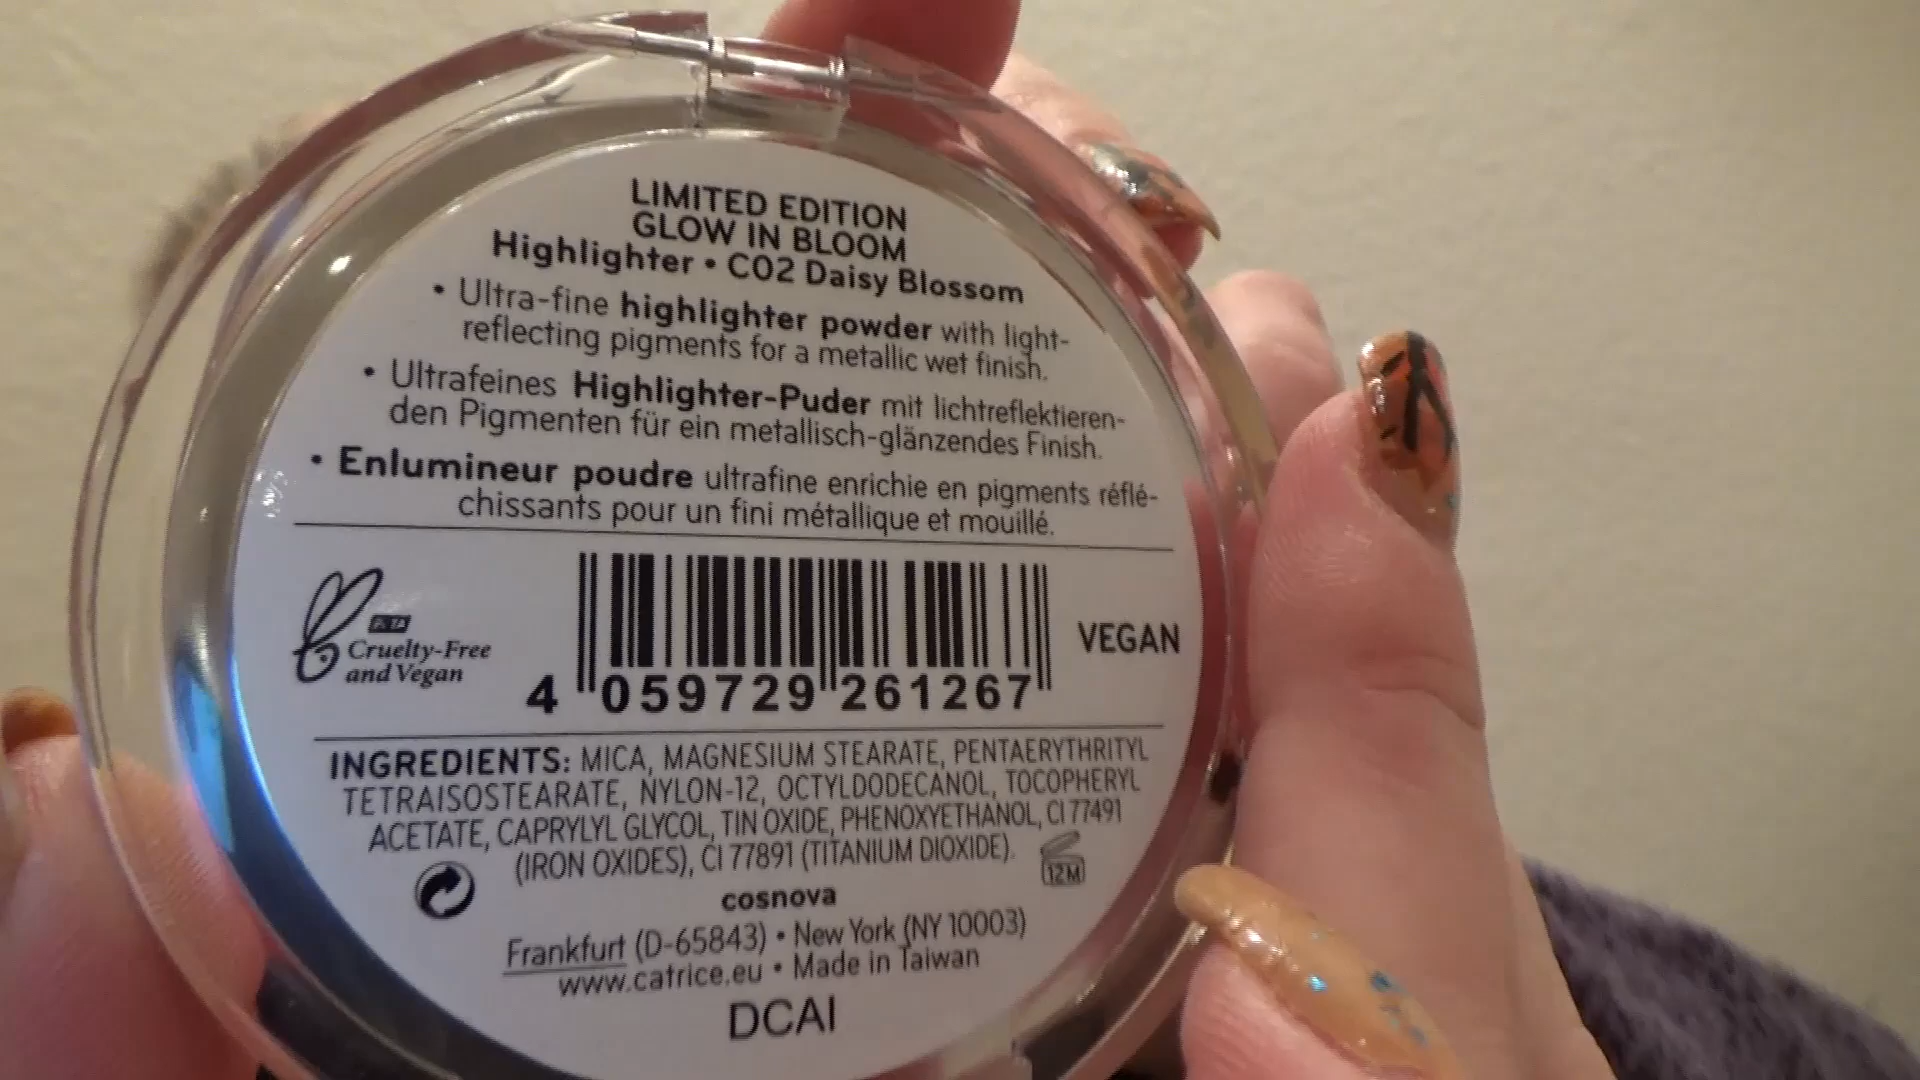 LIMITED EDITION
GLOW IN BLOOM
Highlighter • C02 Daisy Blossom
• Ultra-fine highlighter powder with light-
reflecting pigments for a metallic wet finish.
• Ultrafeines Highlighter-Puder mit lichtreflektieren-
den Pigmenten für ein metallisch-glänzendes Finish.
• Enlumineur poudre ultrafine enrichie en pigments réflé-
chissants pour un fini métallique et mouillé.
PETA
Cruelty-Free
and Vegan
VEGAN
4 059729 261267
INGREDIENTS: MICA, MAGNESIUM STEARATE, PENTAERYTHRITYL
TETRAISOSTEARATE, NYLON-12, OCTYLDODECANOL, TOCOPHERYL
ACETATE, CAPRYLYL GLYCOL, TIN OXIDE, PHENOXYETHANOL, CI 77491
(IRON OXIDES), CI 77891 (TITANIUM DIOXIDE).
12M
cosnova
Frankfurt (D-65843) • New York (NY 10003)
www.catrice.eu • Made in Taiwan
DCAI